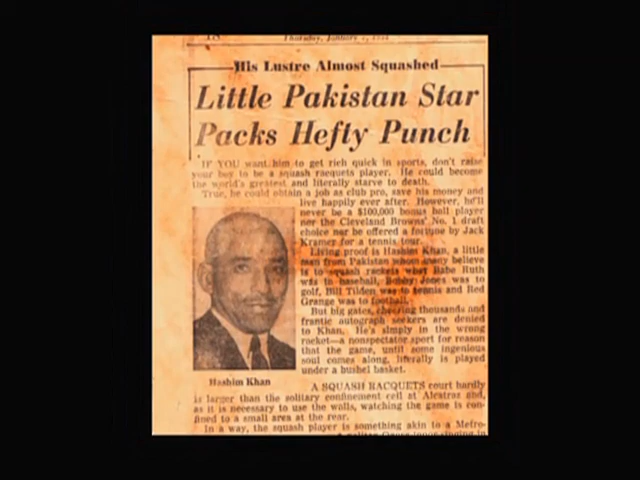 18
Thursday, January
His Lustre Almost Squashed
Little Pakistan Star
Packs Hefty Punch
IF YOU want him to get rich quick in sports, don't raise
your boy to be a squash racquets player. He could become
the world's greatest and literally starve to death.
True, he could obtain a job as club pro, save his money and
live happily ever after. However, he'll
never be a $100,000 bonus ball player
nor the Cleveland Browns' No. 1 draft
choice nor be offered a fortune by Jack
Kramer for a tennis tour.
Living proof is Hashim Khan, a little
man from Pakistan whom many believe
is to squash rackets what Babe Ruth
was to baseball, Bobby Jones was to
golf, Bill Tilden was to tennis and Red
Grange was to football.
But big gates, cheering thousands and
frantic autograph seekers are denied
to Khan. He's simply in the wrong
racket—a nonspectator sport for reason
that the game, until some ingenious
soul comes along, literally is played
under a bushel basket.
Hashim Khan
A SQUASH RACQUETS court hardly
is larger than the solitary confinement cell at Alcatraz and,
as it is necessary to use the walls, watching the game is con-
fined to a small area at the rear.
In a way, the squash player is something akin to a Metro-